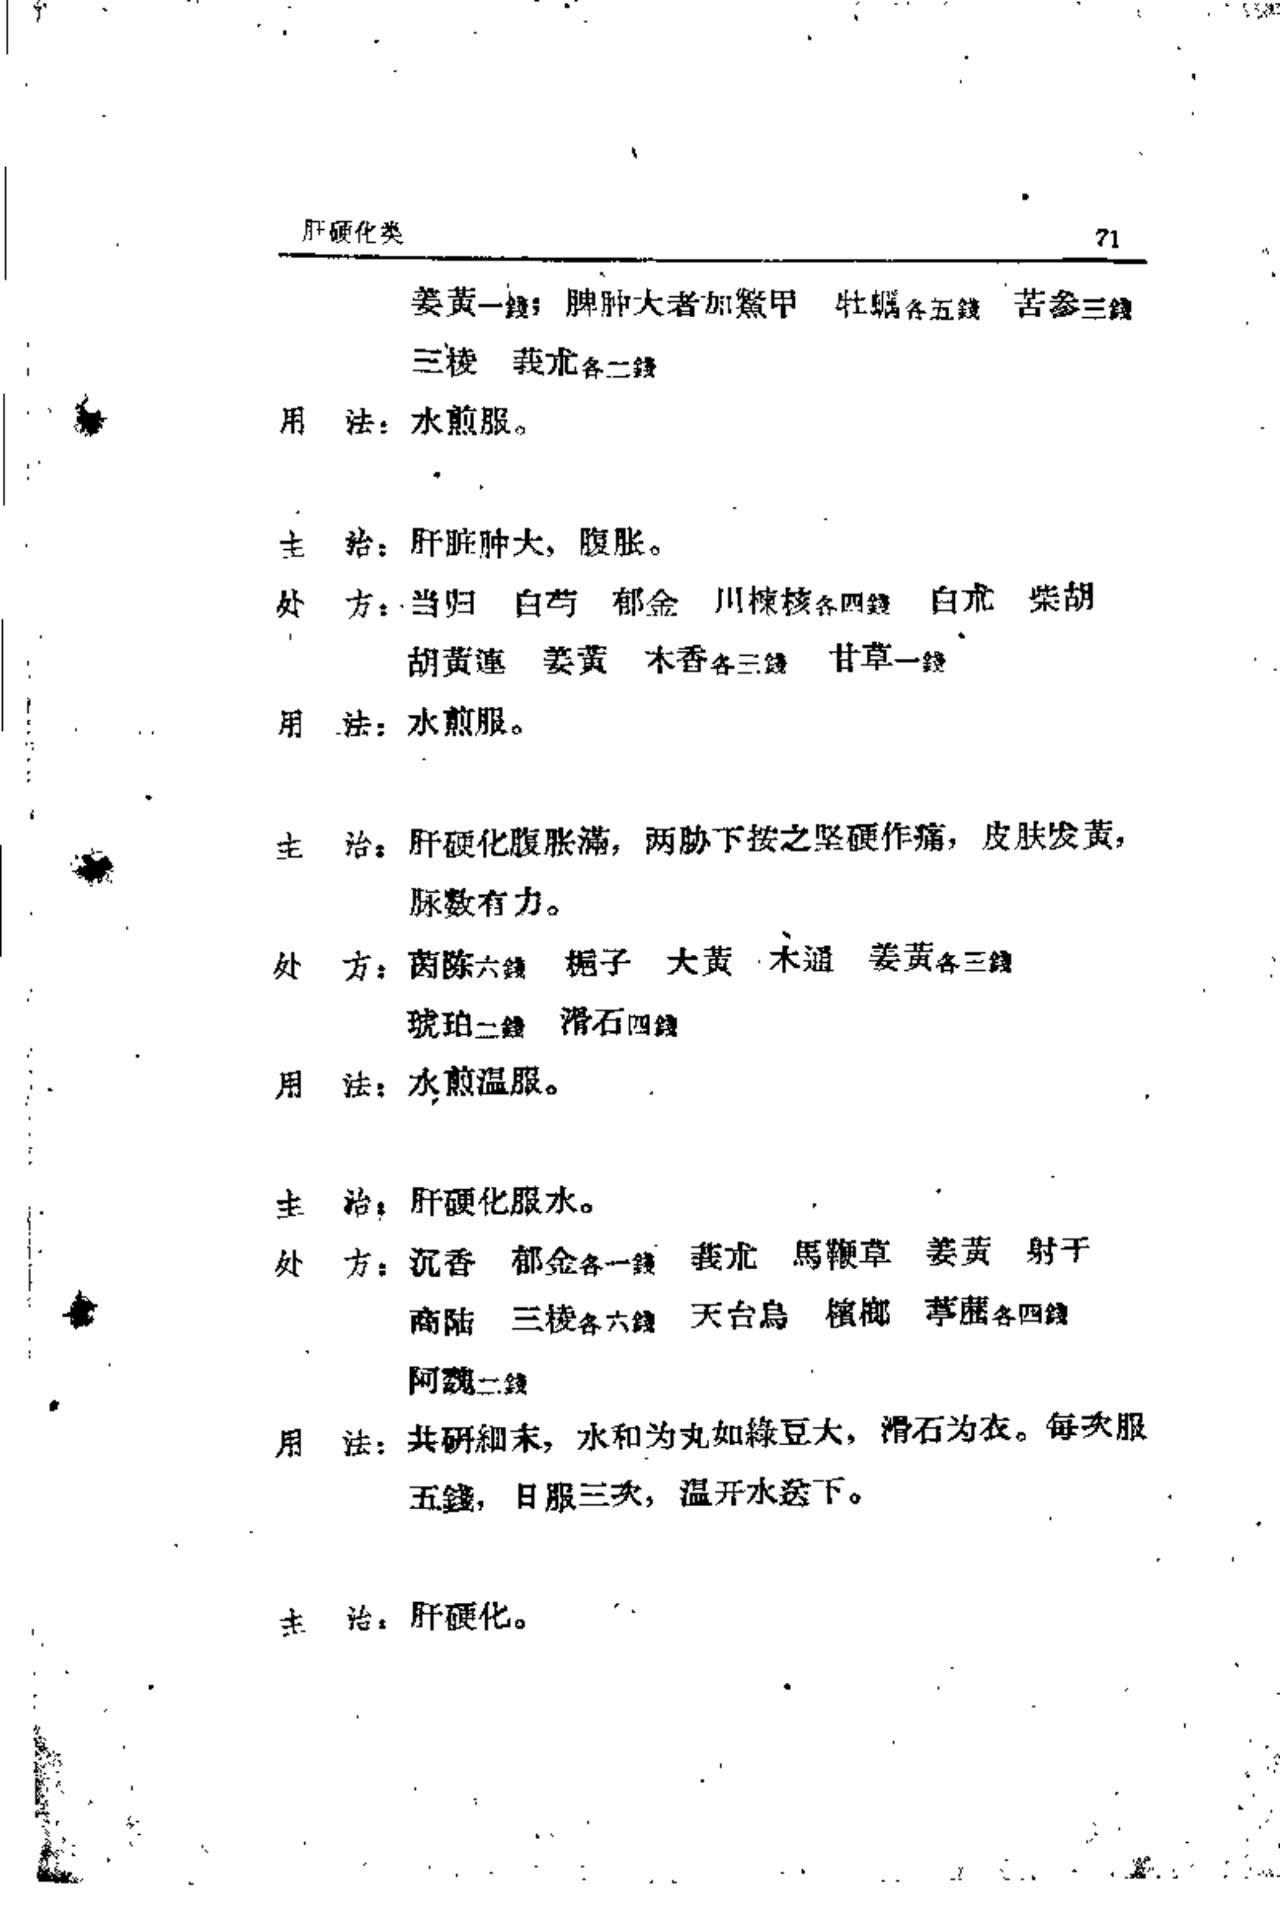 肝硬化类 71
姜黃一錢；脾肿大者加鱉甲 牡蠣各五錢 苦参三錢
三棱 莪朮各二錢
用 法：水煎服。
主 治：肝脏肿大，腹胀。
处 方：当归 白芍 郁金 川楝核各四錢 白朮 柴胡
胡黃連 姜黃 木香各三錢 甘草一錢
用 法：水煎服。
主 治：肝硬化腹胀滿，两胁下按之坚硬作痛，皮肤发黃，
脉数有力。
处 方：茵陈六錢 梔子 大黃 木通 姜黃各三錢
琥珀二錢 滑石四錢
用 法：水煎温服。
主 治：肝硬化服水。
处 方：沉香 郁金各一錢 莪朮 馬鞭草 姜黃 射干
商陆 三棱各六錢 天台烏 檳榔 葶藶各四錢
阿魏二錢
用 法：共研細末，水和为丸如綠豆大，滑石为衣。每次服
五錢，日服三次，温开水送下。
主 治：肝硬化。